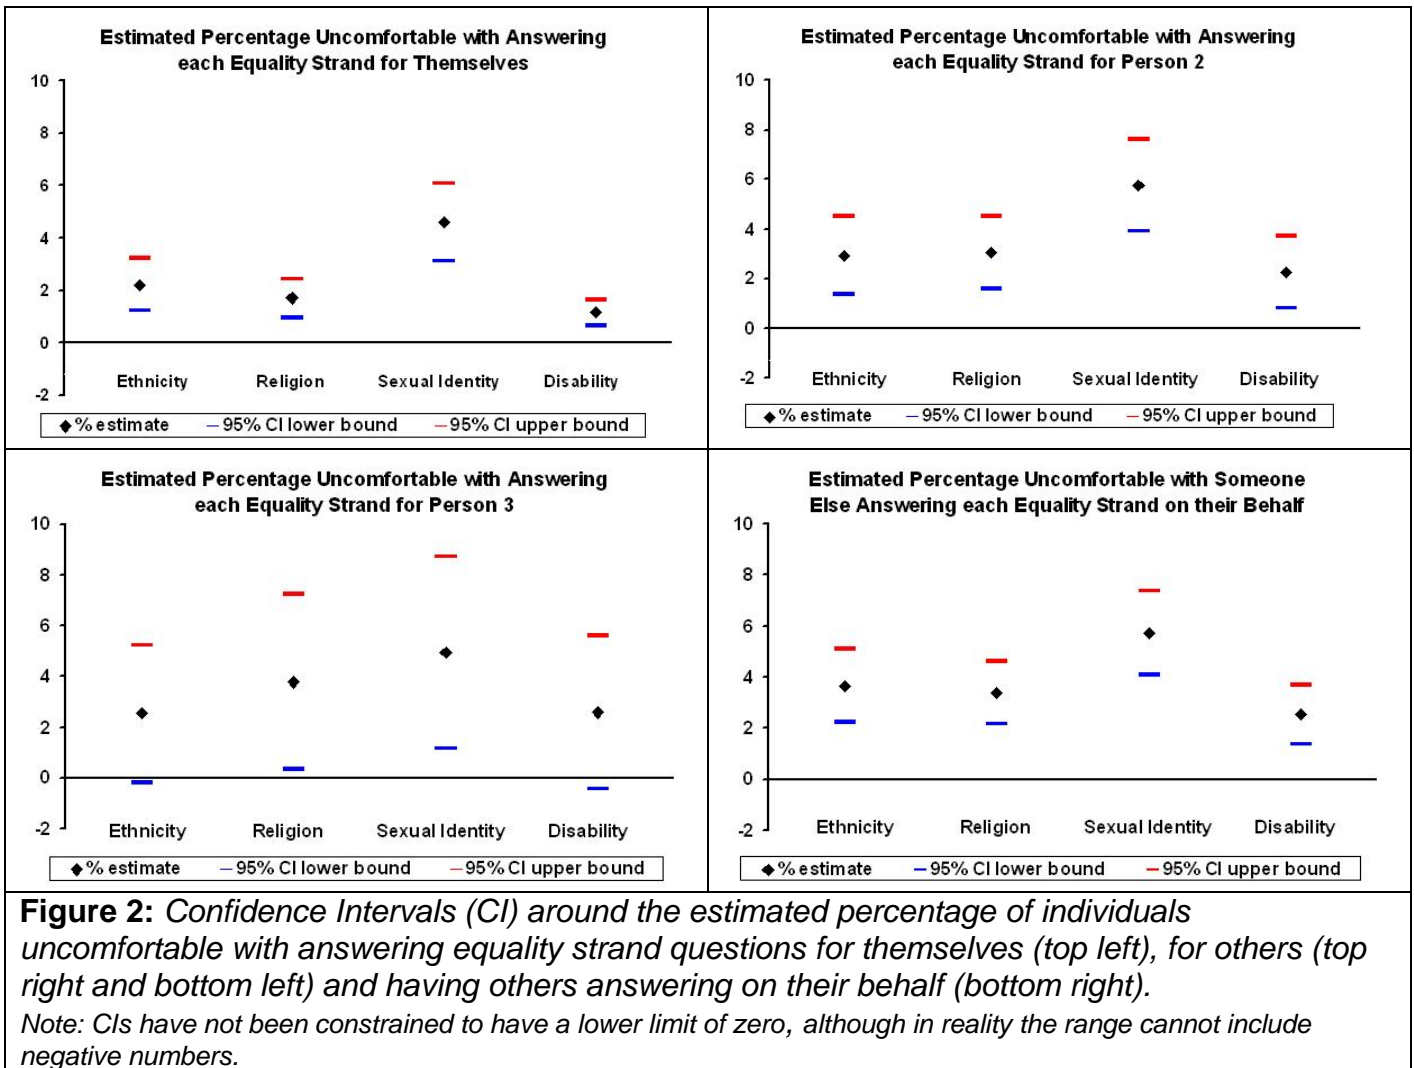 Estimated Percentage Uncomfortable with Answering
each Equality Strand for Themselves
10
8
6
4
2
0
-2
Ethnicity Religion Sexual Identity Disability
% estimate 95% CI lower bound 95% CI upper bound
Estimated Percentage Uncomfortable with Answering
each Equality Strand for Person 2
10
8
6
4
2
0
-2
Ethnicity Religion Sexual Identity Disability
% estimate 95% CI lower bound 95% CI upper bound
Estimated Percentage Uncomfortable with Answering
each Equality Strand for Person 3
10
8
6
4
2
0
-2
Ethnicity Religion Sexual Identity Disability
% estimate 95% CI lower bound 95% CI upper bound
Estimated Percentage Uncomfortable with Someone
Else Answering each Equality Strand on their Behalf
10
8
6
4
2
0
-2
Ethnicity Religion Sexual Identity Disability
% estimate 95% CI lower bound 95% CI upper bound
Figure 2: Confidence Intervals (CI) around the estimated percentage of individuals
uncomfortable with answering equality strand questions for themselves (top left), for others (top
right and bottom left) and having others answering on their behalf (bottom right).
Note: CIs have not been constrained to have a lower limit of zero, although in reality the range cannot include
negative numbers.